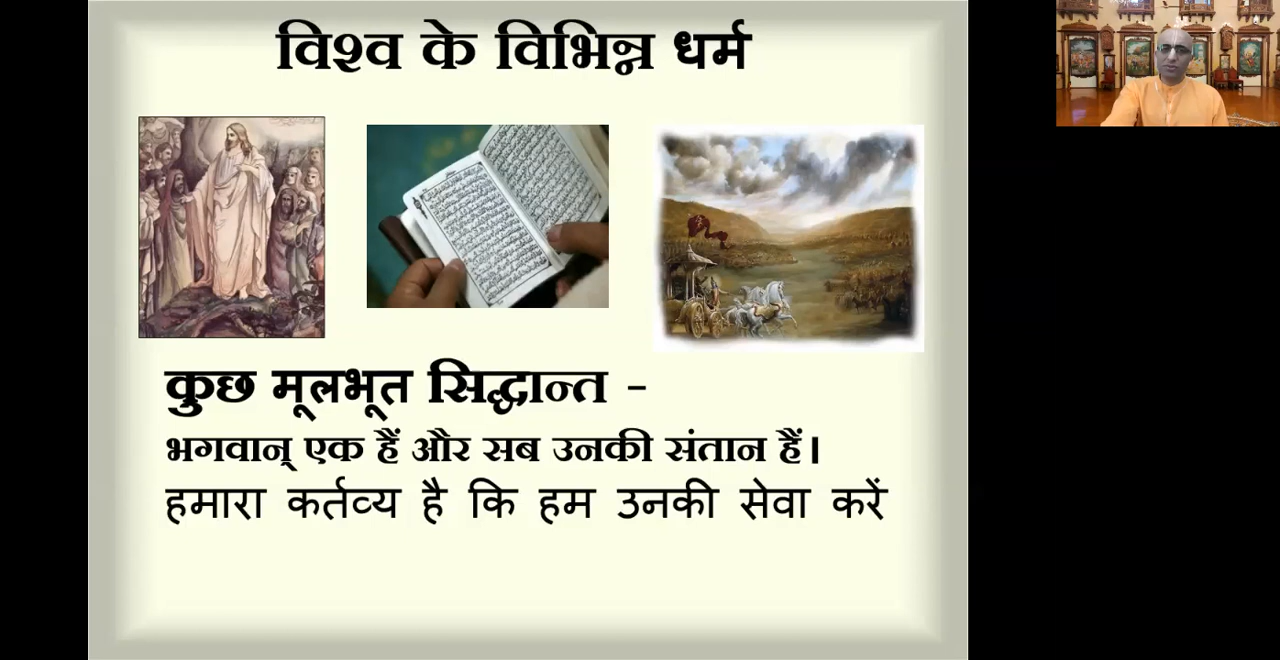 विश्व के विभिन्न धर्म
कुछ मूलभूत सिद्धान्त -
भगवान् एक हैं और सब उनकी संतान हैं।
हमारा कर्तव्य है कि हम उनकी सेवा करें